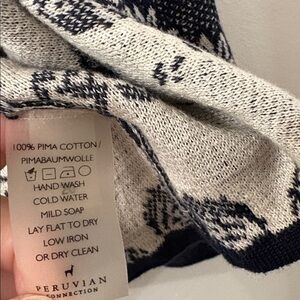 100% PIMA COTTON/
PIMABAUMWOLLE
HAND WASH
COLD WATER
MILD SOAP
LAY FLAT TO DRY
LOW IRON
OR DRY CLEAN
PERUVIAN
CONNECTION